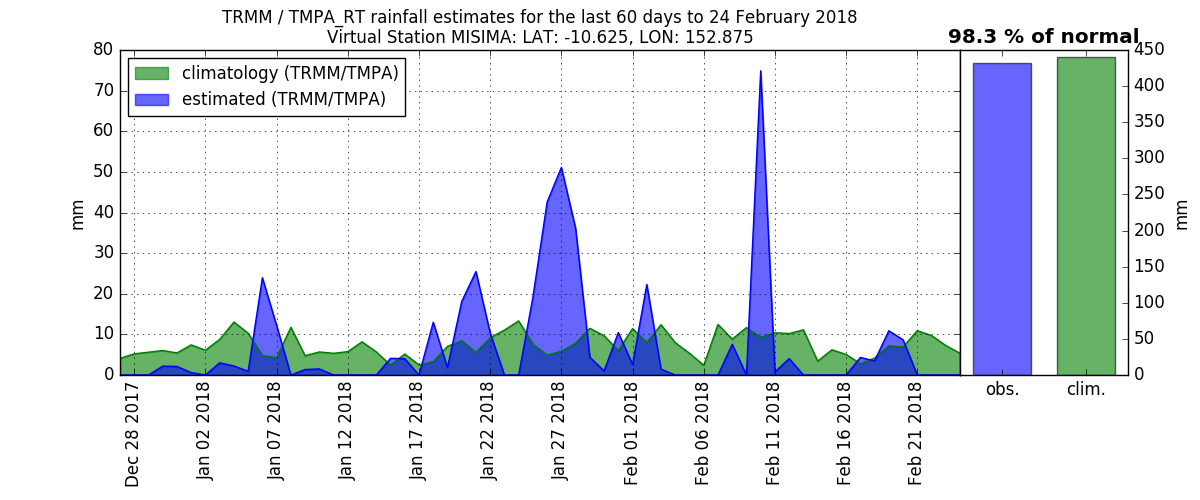 TRMM / TMPA_RT rainfall estimates for the last 60 days to 24 February 2018
Virtual Station MISIMA: LAT: -10.625, LON: 152.875
98.3 % of normal
climatology (TRMM/TMPA)
estimated (TRMM/TMPA)
mm
80
70
60
50
40
30
20
10
0
Dec 28 2017
Jan 02 2018
Jan 07 2018
Jan 12 2018
Jan 17 2018
Jan 22 2018
Jan 27 2018
Feb 01 2018
Feb 06 2018
Feb 11 2018
Feb 16 2018
Feb 21 2018
450
400
350
300
250
200
150
100
50
0
mm
obs.
clim.